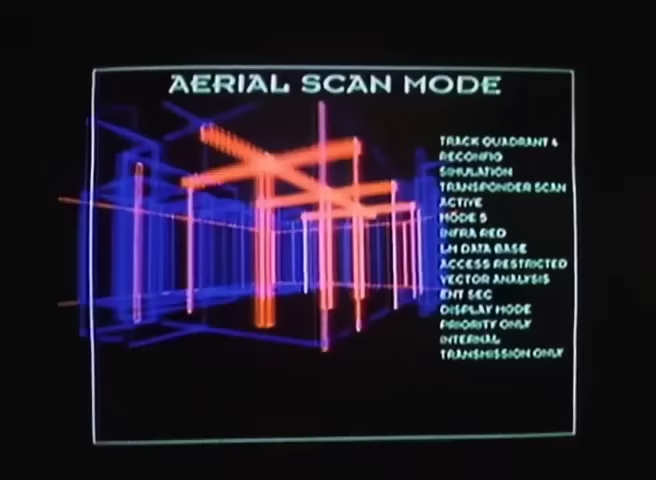 AERIAL SCAN MODE
TRACK QUADRANT 4
RECONFIG
SIMULATION
TRANSPONDER SCAN
ACTIVE
MODE 5
INFRA RED
LM DATA BASE
ACCESS RESTRICTED
VECTOR ANALYSIS
ENT SEC
DISPLAY MODE
PRIORITY ONLY
INTERNAL
TRANSMISSION ONLY